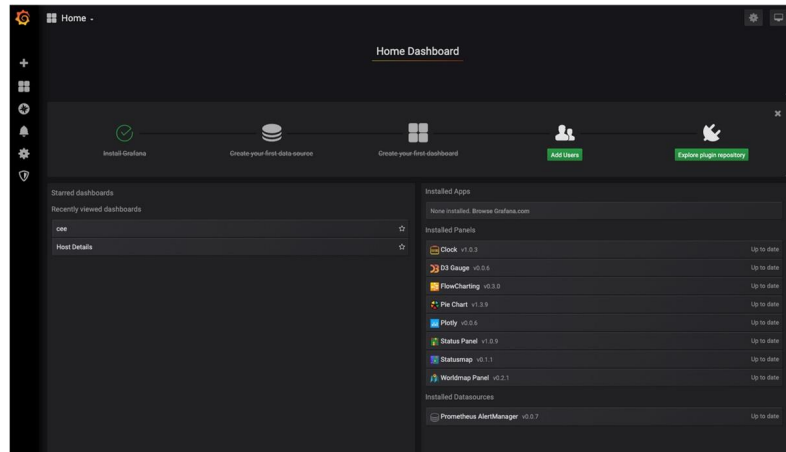 Home
Home Dashboard
Install Grafana
Create your first data source
Create your first dashboard
Add Users
Explore plugin repository
Starred dashboards
Recently viewed dashboards
cee
Host Details
Installed Apps
None installed. Browse Grafana.com
Installed Panels
Clock v1.0.3 Up to date
D3 Gauge v0.0.6 Up to date
FlowCharting v0.3.0 Up to date
Pie Chart v1.3.9 Up to date
Plotly v0.0.6 Up to date
Status Panel v1.0.9 Up to date
Statusmap v0.1.1 Up to date
Worldmap Panel v0.2.1 Up to date
Installed Datasources
Prometheus AlertManager v0.0.7 Up to date